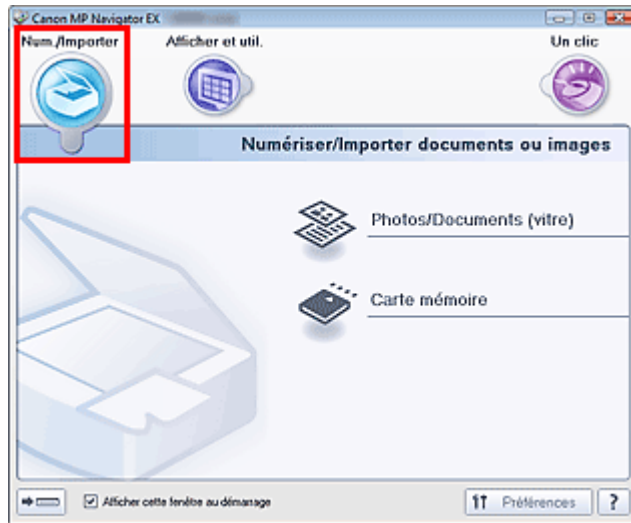 Canon MP Navigator EX
Num./Importer
Afficher et util.
Un clic
Numériser/Importer documents ou images
Photos/Documents (vitre)
Carte mémoire
Afficher cette fenêtre au démarrage
Préférences
?